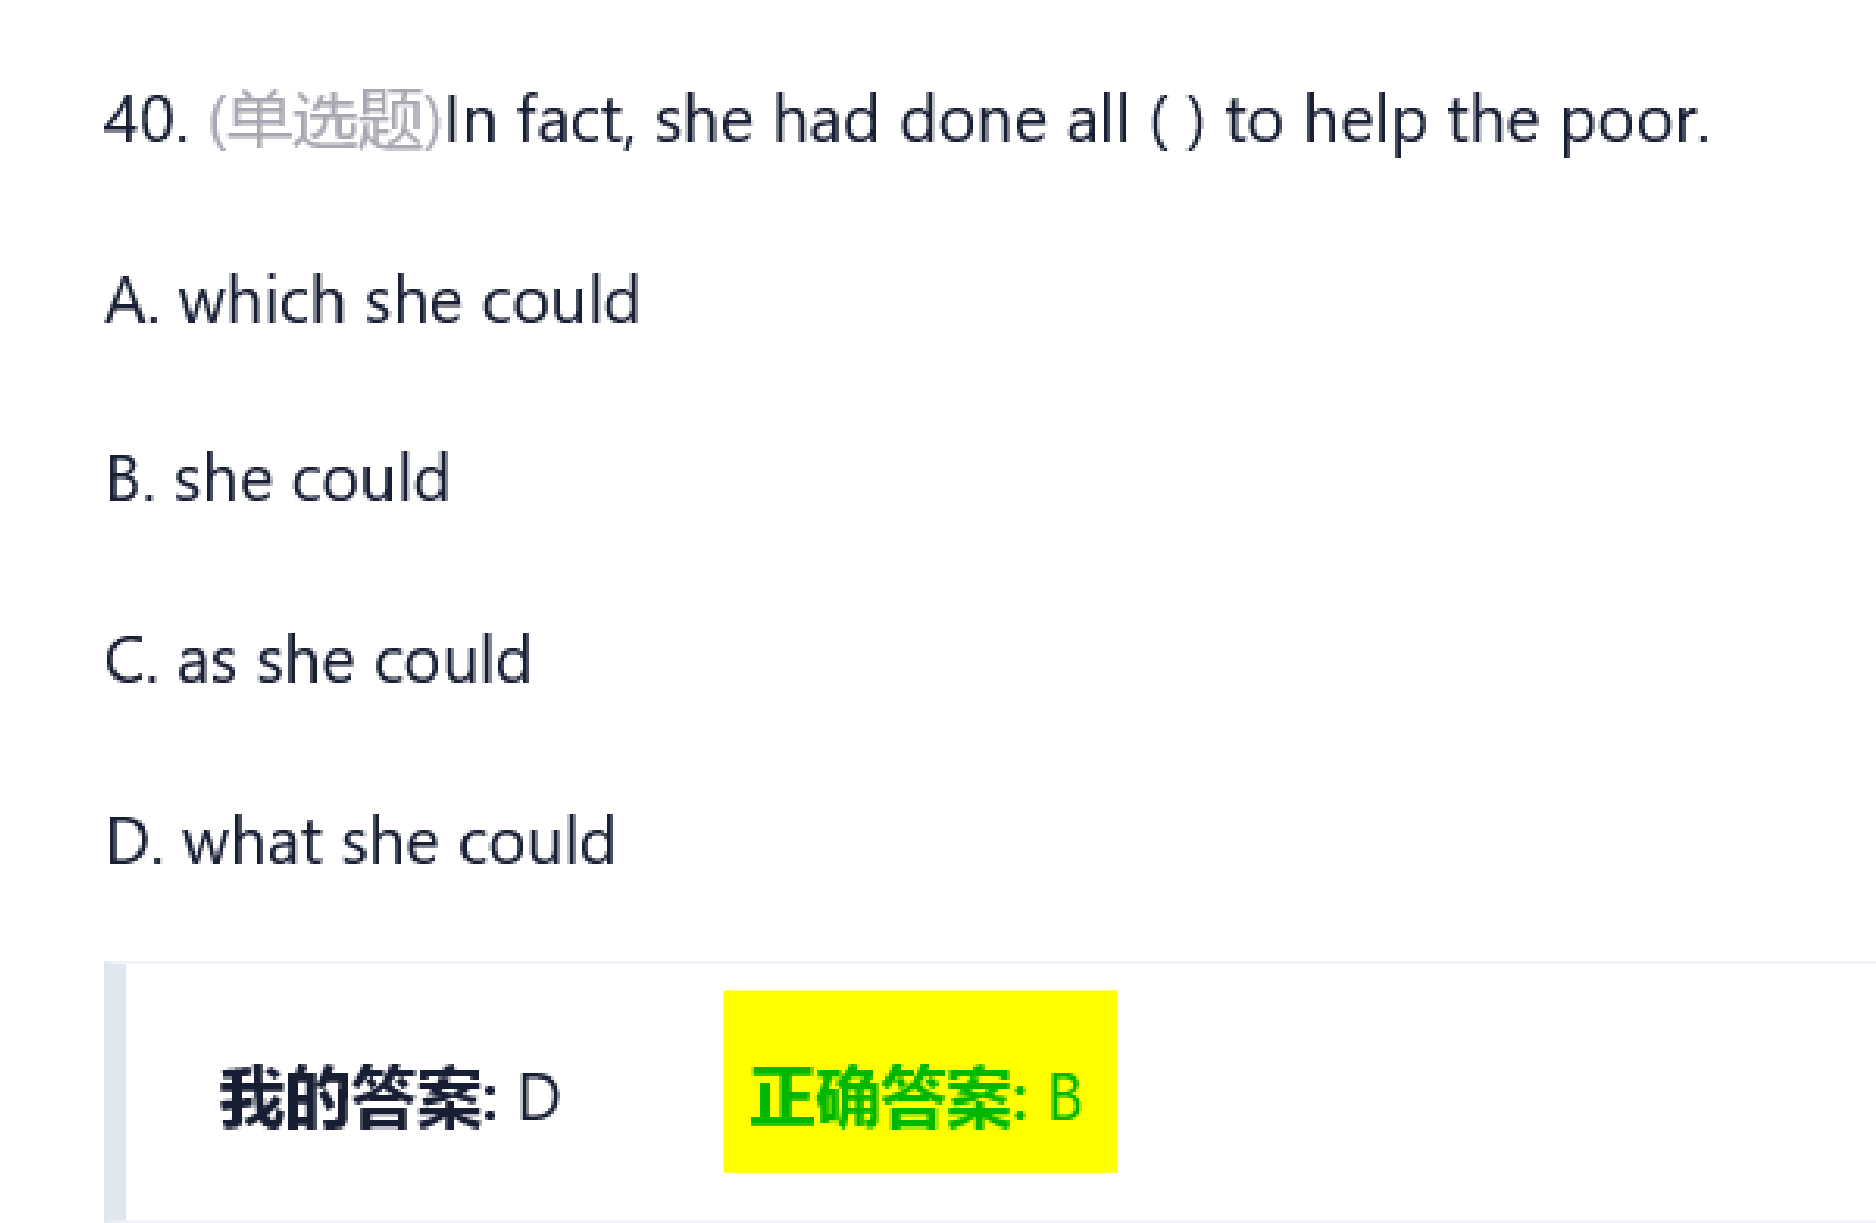 40. (单选题)In fact, she had done all ( ) to help the poor.
A. which she could
B. she could
C. as she could
D. what she could
我的答案: D 正确答案: B